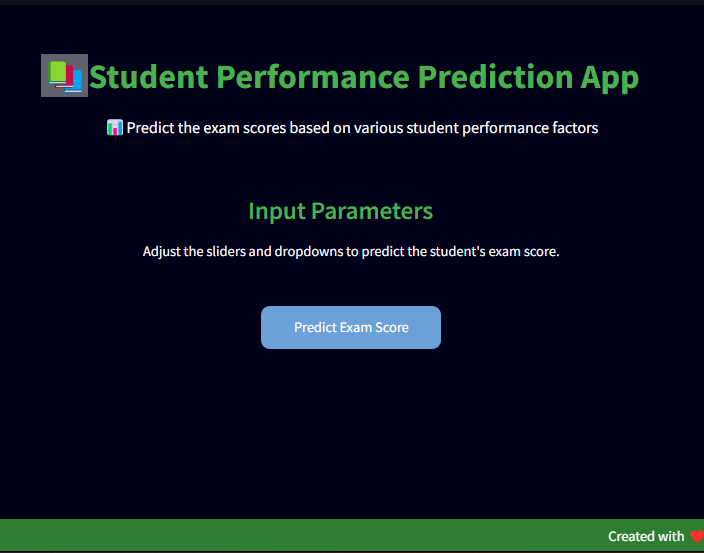 Student Performance Prediction App
Predict the exam scores based on various student performance factors
Input Parameters
Adjust the sliders and dropdowns to predict the student's exam score.
Predict Exam Score
Created with